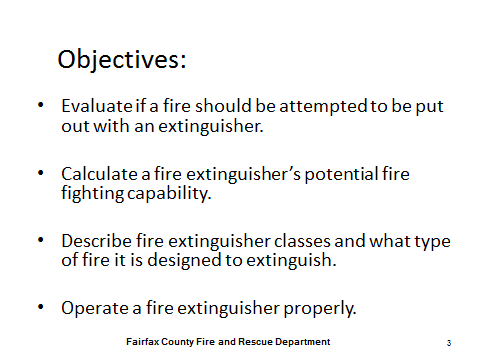 Objectives:
• Evaluate if a fire should be attempted to be put
out with an extinguisher.
• Calculate a fire extinguisher's potential fire
fighting capability.
• Describe fire extinguisher classes and what type
of fire it is designed to extinguish.
• Operate a fire extinguisher properly.
Fairfax County Fire and Rescue Department
3